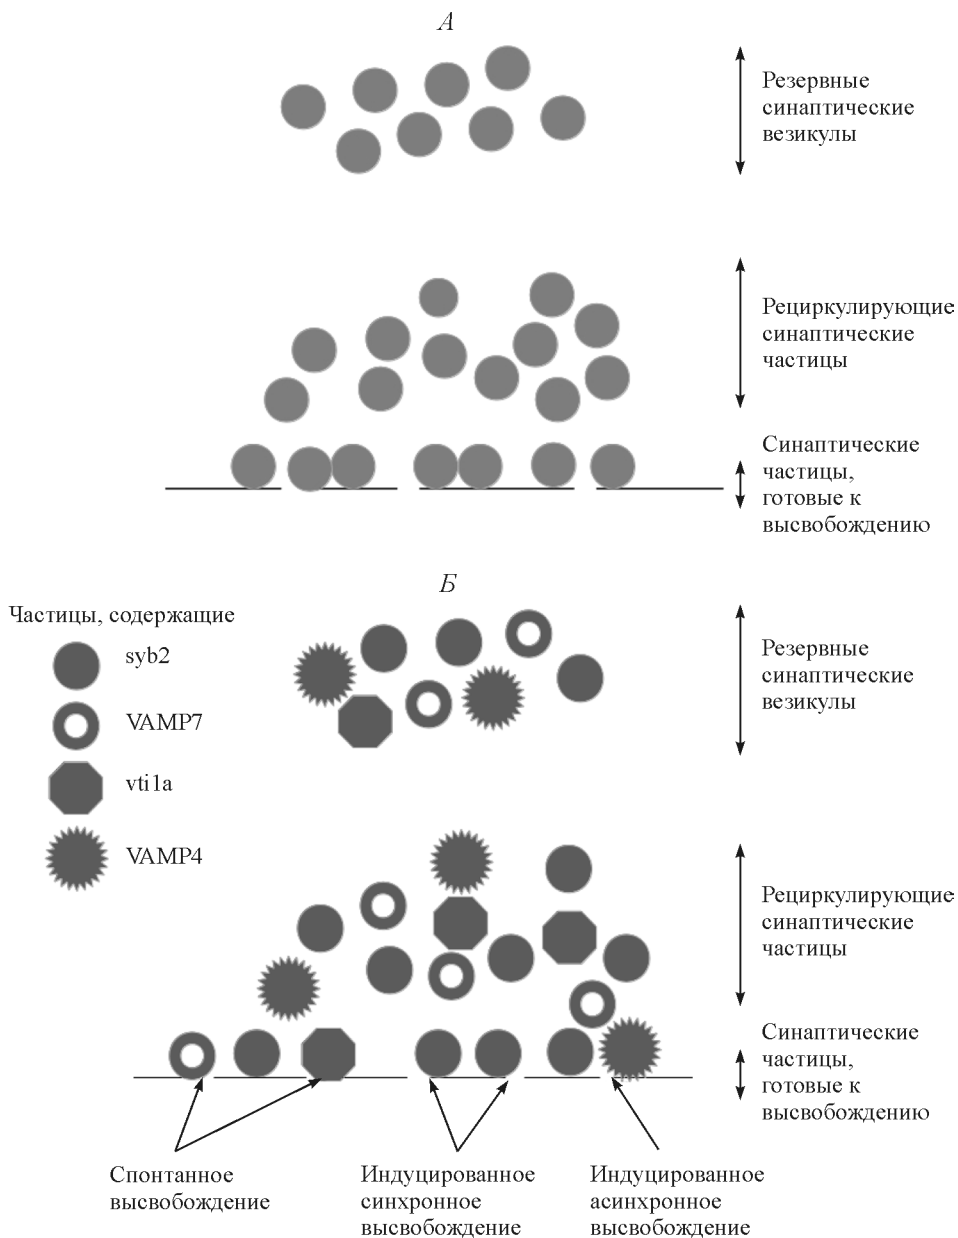 А
Резервные
синаптические
везикулы
Рециркулирующие
синаптические
частицы
Синаптические
частицы,
готовые к
высвобождению
Б
Частицы, содержащие
syb2
VAMP7
vti1a
VAMP4
Резервные
синаптические
везикулы
Рециркулирующие
синаптические
частицы
Синаптические
частицы,
готовые к
высвобождению
Спонтанное
высвобождение
Индуцированное
синхронное
высвобождение
Индуцированное
асинхронное
высвобождение